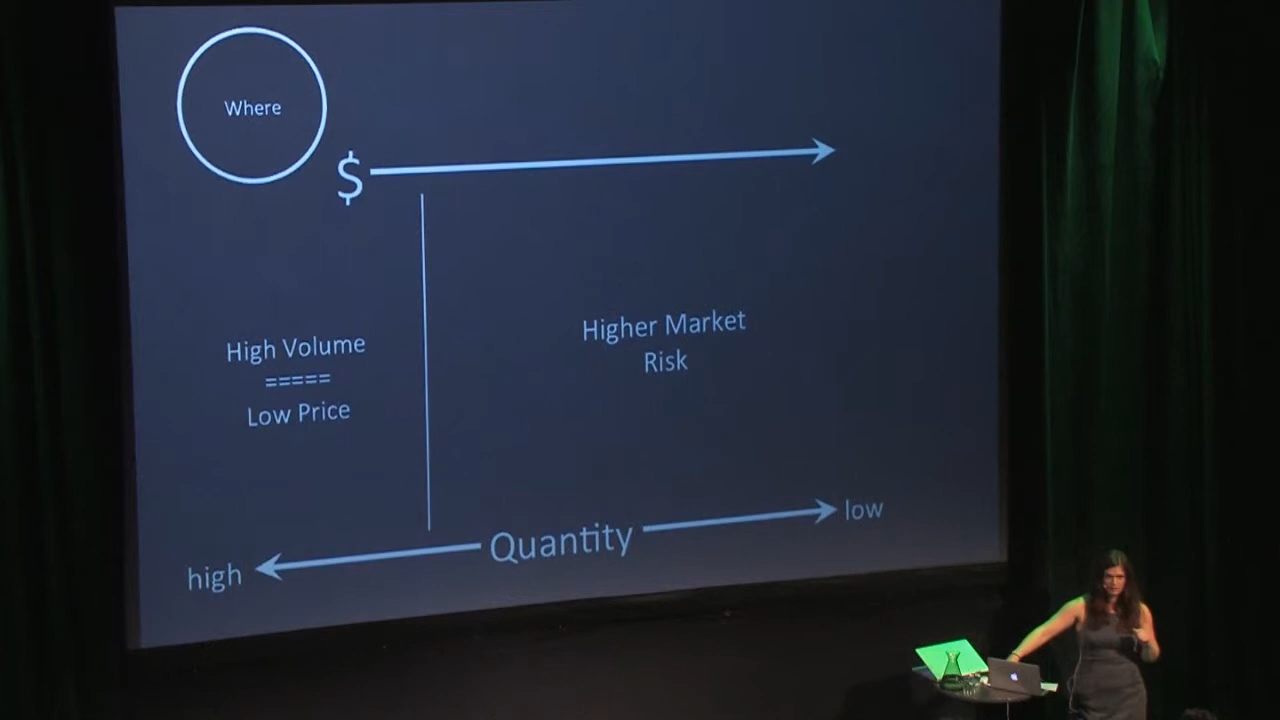 Where
$
High Volume
=====
Low Price
Higher Market
Risk
high
Quantity
low